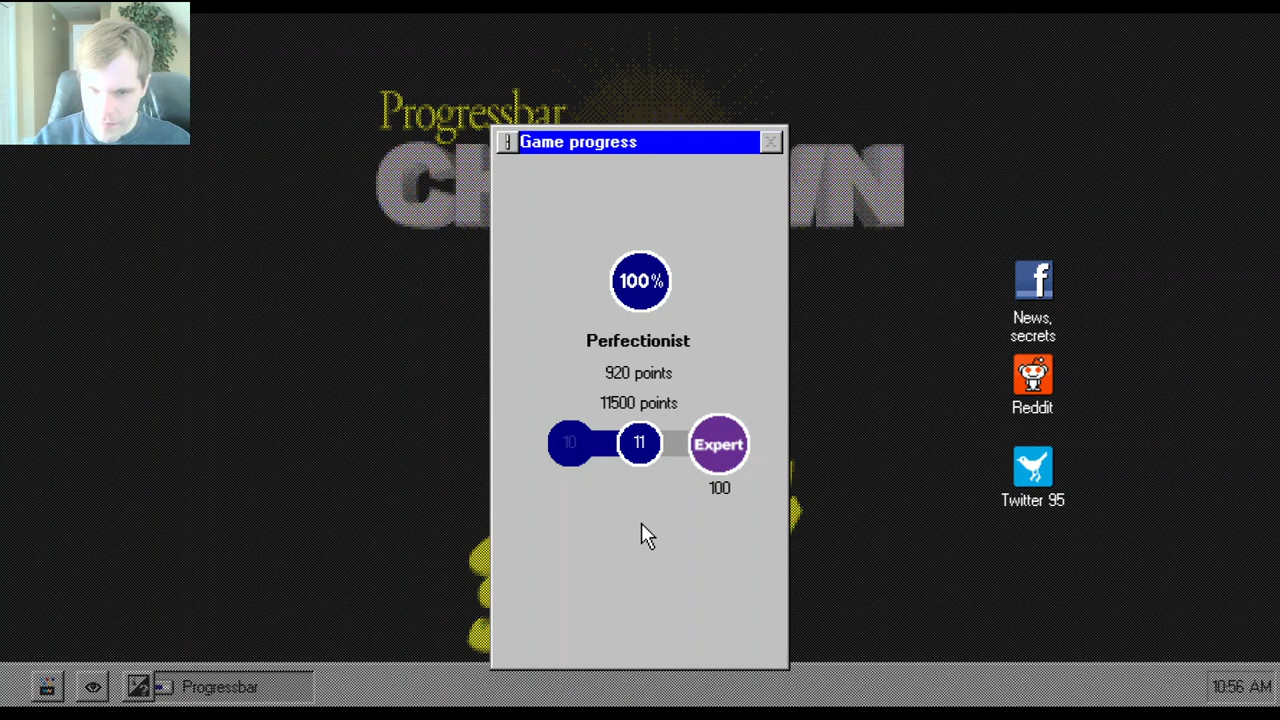 Progressbar
Game progress
100%
Perfectionist
920 points
11500 points
10
11
Expert
100
News,
secrets
Reddit
Twitter 95
Progressbar
10:56 AM